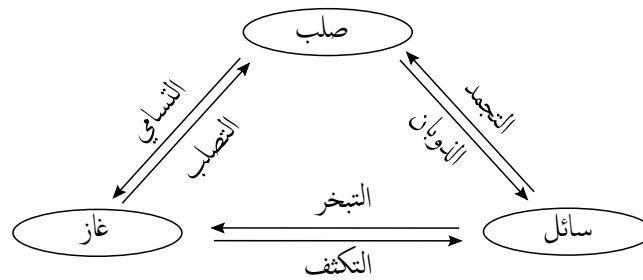 صلب
التسامي
التصلب
التجمد
الذوبان
غاز
التبخر
التكثف
سائل